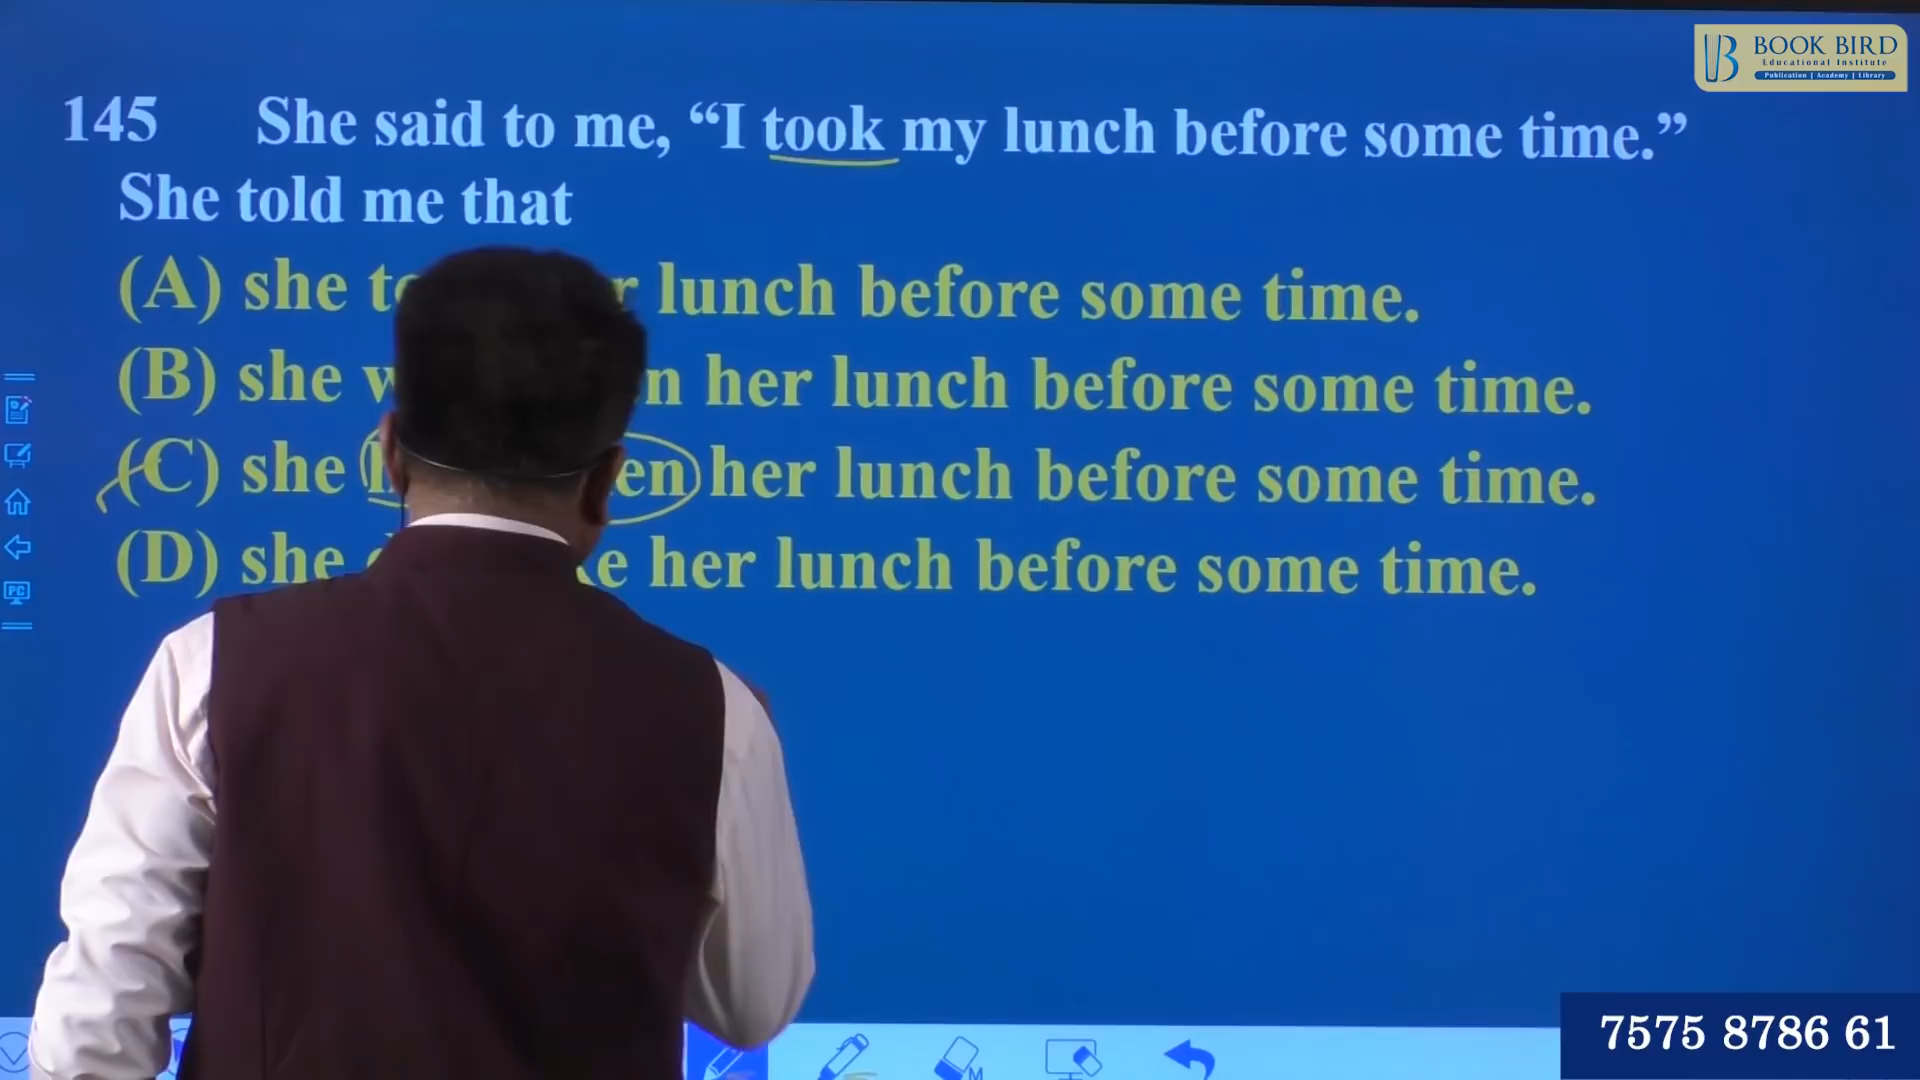 BOOK BIRD
Educational Institute
Publication | Academy | Library
145 She said to me, “I took my lunch before some time.”
She told me that
(A) she lunch before some time.
(B) she her lunch before some time.
(C) she her lunch before some time.
(D) she her lunch before some time.
PC
M
7575 8786 61